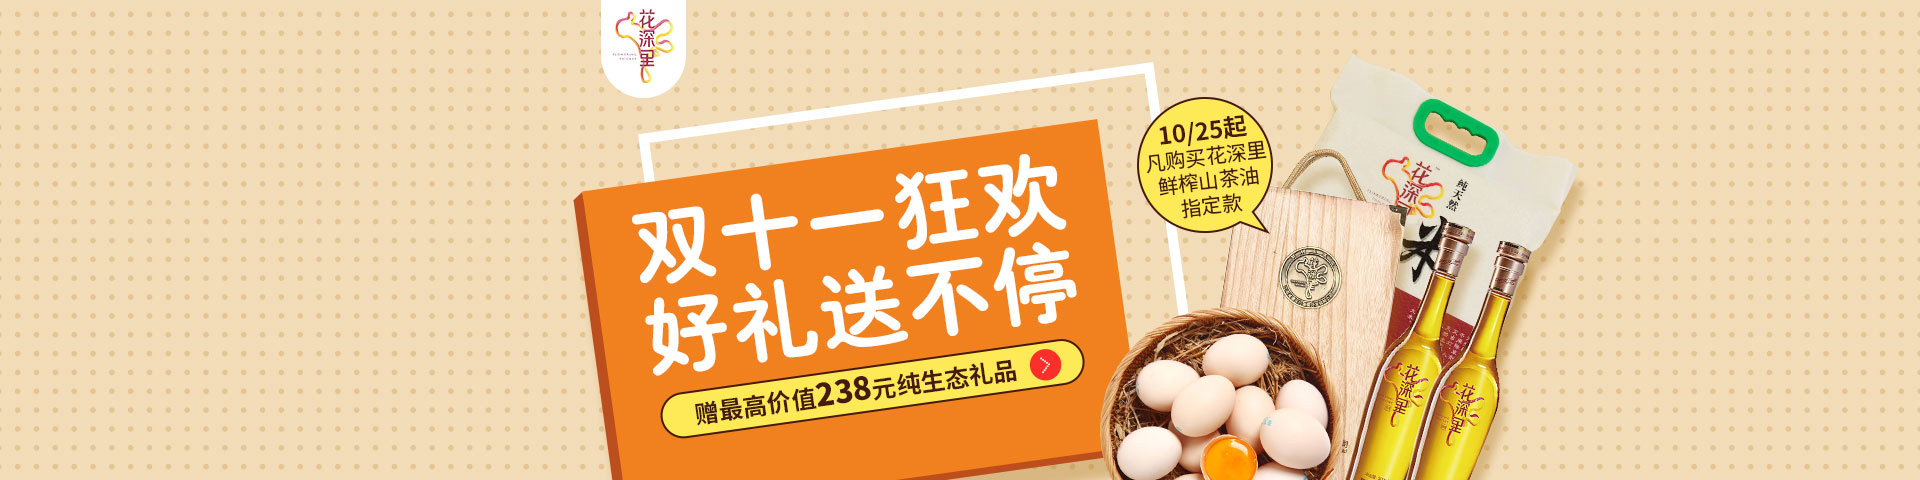 花深里
双十一狂欢
好礼送不停
赠最高价值238元纯生态礼品
10/25起
凡购买花深里
鲜榨山茶油
指定款
花深
纯天然
米
花深里
花深里